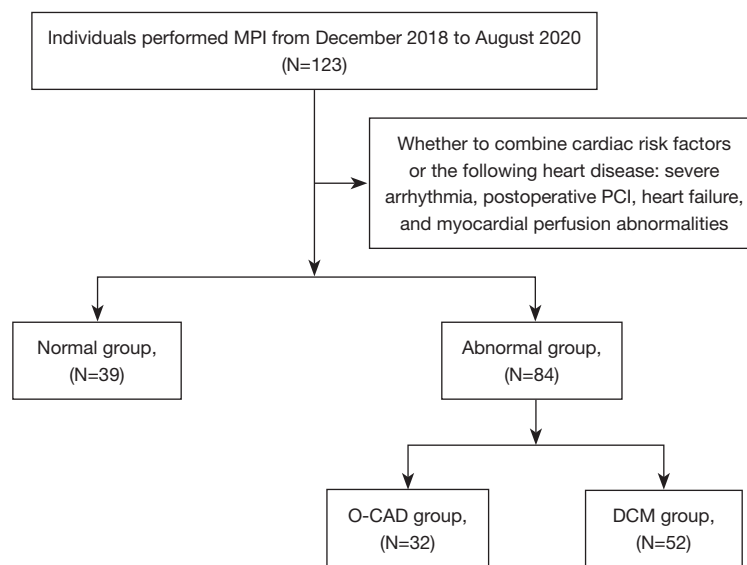 Individuals performed MPI from December 2018 to August 2020
(N=123)
Whether to combine cardiac risk factors
or the following heart disease: severe
arrhythmia, postoperative PCI, heart failure,
and myocardial perfusion abnormalities
Normal group,
(N=39)
Abnormal group,
(N=84)
O-CAD group,
(N=32)
DCM group,
(N=52)